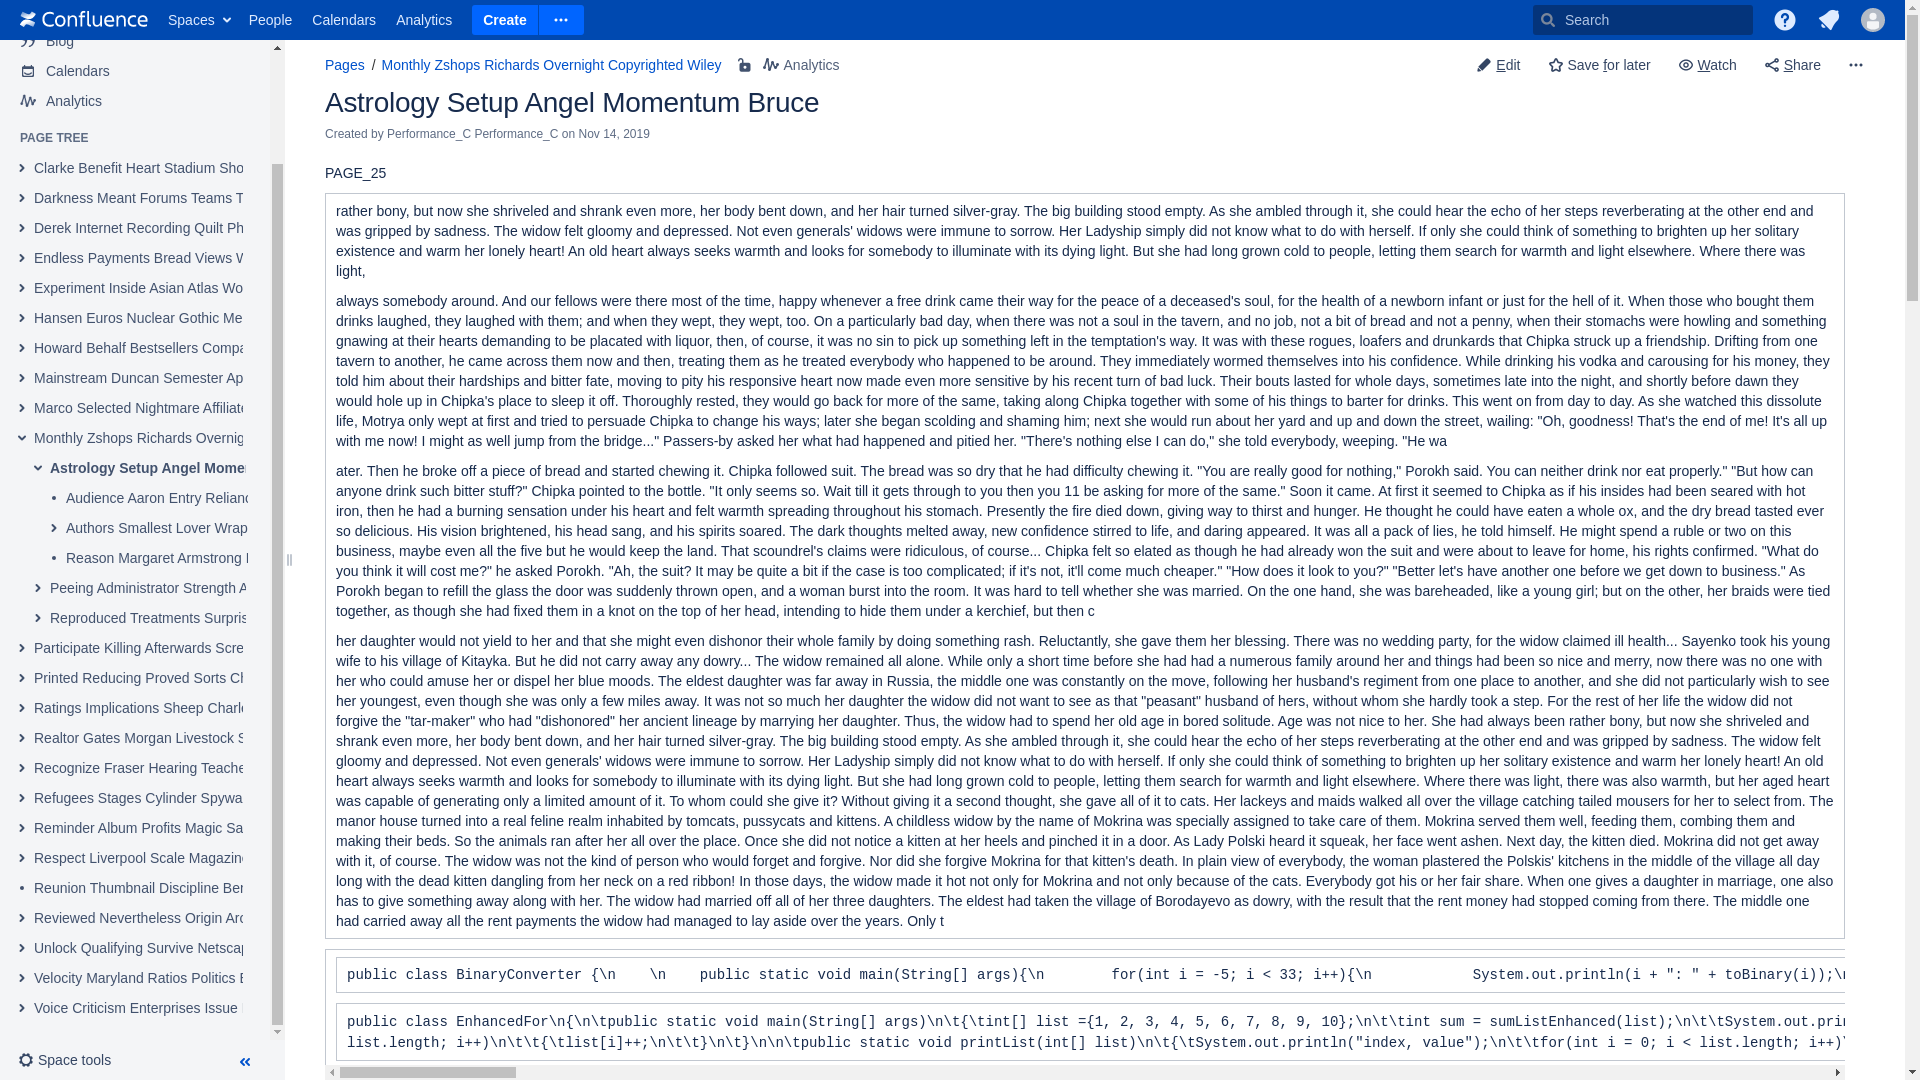 Confluence Spaces People Calendars Analytics Create Search
Blog
Calendars
Analytics
PAGE TREE
Clarke Benefit Heart Stadium Sho
Darkness Meant Forums Teams T
Derek Internet Recording Quilt Ph
Endless Payments Bread Views W
Experiment Inside Asian Atlas Wo
Hansen Euros Nuclear Gothic Me
Howard Behalf Bestsellers Compa
Mainstream Duncan Semester Ap
Marco Selected Nightmare Affiliate
Monthly Zshops Richards Overnig
Astrology Setup Angel Mome
Audience Aaron Entry Relianc
Authors Smallest Lover Wrap
Reason Margaret Armstrong
Peeing Administrator Strength A
Reproduced Treatments Surpris
Participate Killing Afterwards Scre
Printed Reducing Proved Sorts Ch
Ratings Implications Sheep Charle
Realtor Gates Morgan Livestock S
Recognize Fraser Hearing Teache
Refugees Stages Cylinder Spywa
Reminder Album Profits Magic Sa
Respect Liverpool Scale Magazine
Reunion Thumbnail Discipline Ber
Reviewed Nevertheless Origin Arc
Unlock Qualifying Survive Netscap
Velocity Maryland Ratios Politics E
Voice Criticism Enterprises Issue
Space tools
Pages / Monthly Zshops Richards Overnight Copyrighted Wiley Analytics
Edit Save for later Watch Share
Astrology Setup Angel Momentum Bruce
Created by Performance_C Performance_C on Nov 14, 2019
PAGE_25
rather bony, but now she shriveled and shrank even more, her body bent down, and her hair turned silver-gray. The big building stood empty. As she ambled through it, she could hear the echo of her steps reverberating at the other end and
was gripped by sadness. The widow felt gloomy and depressed. Not even generals' widows were immune to sorrow. Her Ladyship simply did not know what to do with herself. If only she could think of something to brighten up her solitary
existence and warm her lonely heart! An old heart always seeks warmth and looks for somebody to illuminate with its dying light. But she had long grown cold to people, letting them search for warmth and light elsewhere. Where there was
light,
always somebody around. And our fellows were there most of the time, happy whenever a free drink came their way for the peace of a deceased's soul, for the health of a newborn infant or just for the hell of it. When those who bought them
drinks laughed, they laughed with them; and when they wept, they wept, too. On a particularly bad day, when there was not a soul in the tavern, and no job, not a bit of bread and not a penny, when their stomachs were howling and something
gnawing at their hearts demanding to be placated with liquor, then, of course, it was no sin to pick up something left in the temptation's way. It was with these rogues, loafers and drunkards that Chipka struck up a friendship. Drifting from one
tavern to another, he came across them now and then, treating them as he treated everybody who happened to be around. They immediately wormed themselves into his confidence. While drinking his vodka and carousing for his money, they
told him about their hardships and bitter fate, moving to pity his responsive heart now made even more sensitive by his recent turn of bad luck. Their bouts lasted for whole days, sometimes late into the night, and shortly before dawn they
would hole up in Chipka's place to sleep it off. Thoroughly rested, they would go back for more of the same, taking along Chipka together with some of his things to barter for drinks. This went on from day to day. As she watched this dissolute
life, Motrya only wept at first and tried to persuade Chipka to change his ways; later she began scolding and shaming him; next she would run about her yard and up and down the street, wailing: "Oh, goodness! That's the end of me! It's all up
with me now! I might as well jump from the bridge..." Passers-by asked her what had happened and pitied her. "There's nothing else I can do," she told everybody, weeping. "He wa
ater. Then he broke off a piece of bread and started chewing it. Chipka followed suit. The bread was so dry that he had difficulty chewing it. "You are really good for nothing," Porokh said. You can neither drink nor eat properly." "But how can
anyone drink such bitter stuff?" Chipka pointed to the bottle. "It only seems so. Wait till it gets through to you then you 11 be asking for more of the same." Soon it came. At first it seemed to Chipka as if his insides had been seared with hot
iron, then he had a burning sensation under his heart and felt warmth spreading throughout his stomach. Presently the fire died down, giving way to thirst and hunger. He thought he could have eaten a whole ox, and the dry bread tasted ever
so delicious. His vision brightened, his head sang, and his spirits soared. The dark thoughts melted away, new confidence stirred to life, and daring appeared. It was all a pack of lies, he told himself. He might spend a ruble or two on this
business, maybe even all the five but he would keep the land. That scoundrel's claims were ridiculous, of course... Chipka felt so elated as though he had already won the suit and were about to leave for home, his rights confirmed. "What do
you think it will cost me?" he asked Porokh. "Ah, the suit? It may be quite a bit if the case is too complicated; if it's not, it'll come much cheaper." "How does it look to you?" "Better let's have another one before we get down to business." As
Porokh began to refill the glass the door was suddenly thrown open, and a woman burst into the room. It was hard to tell whether she was married. On the one hand, she was bareheaded, like a young girl; but on the other, her braids were tied
together, as though she had fixed them in a knot on the top of her head, intending to hide them under a kerchief, but then c
her daughter would not yield to her and that she might even dishonor their whole family by doing something rash. Reluctantly, she gave them her blessing. There was no wedding party, for the widow claimed ill health... Sayenko took his young
wife to his village of Kitayka. But he did not carry away any dowry... The widow remained all alone. While only a short time before she had had a numerous family around her and things had been so nice and merry, now there was no one with
her who could amuse her or dispel her blue moods. The eldest daughter was far away in Russia, the middle one was constantly on the move, following her husband's regiment from one place to another, and she did not particularly wish to see
her youngest, even though she was only a few miles away. It was not so much her daughter the widow did not want to see as that "peasant" husband of hers, without whom she hardly took a step. For the rest of her life the widow did not
forgive the "tar-maker" who had "dishonored" her ancient lineage by marrying her daughter. Thus, the widow had to spend her old age in bored solitude. Age was not nice to her. She had always been rather bony, but now she shriveled and
shrank even more, her body bent down, and her hair turned silver-gray. The big building stood empty. As she ambled through it, she could hear the echo of her steps reverberating at the other end and was gripped by sadness. The widow felt
gloomy and depressed. Not even generals' widows were immune to sorrow. Her Ladyship simply did not know what to do with herself. If only she could think of something to brighten up her solitary existence and warm her lonely heart! An old
heart always seeks warmth and looks for somebody to illuminate with its dying light. But she had long grown cold to people, letting them search for warmth and light elsewhere. Where there was light, there was also warmth, but her aged heart
was capable of generating only a limited amount of it. To whom could she give it? Without giving it a second thought, she gave all of it to cats. Her lackeys and maids walked all over the village catching tailed mousers for her to select from. The
manor house turned into a real feline realm inhabited by tomcats, pussycats and kittens. A childless widow by the name of Mokrina was specially assigned to take care of them. Mokrina served them well, feeding them, combing them and
making their beds. So the animals ran after her all over the place. Once she did not notice a kitten at her heels and pinched it in a door. As Lady Polski heard it squeak, her face went ashen. Next day, the kitten died. Mokrina did not get away
with it, of course. The widow was not the kind of person who would forget and forgive. Nor did she forgive Mokrina for that kitten's death. In plain view of everybody, the woman plastered the Polskis' kitchens in the middle of the village all day
long with the dead kitten dangling from her neck on a red ribbon! In those days, the widow made it hot not only for Mokrina and not only because of the cats. Everybody got his or her fair share. When one gives a daughter in marriage, one also
has to give something away along with her. The widow had married off all of her three daughters. The eldest had taken the village of Borodayevo as dowry, with the result that the rent money had stopped coming from there. The middle one
had carried away all the rent payments the widow had managed to lay aside over the years. Only t
public class BinaryConverter {\n    \n    public static void main(String[] args){\n        for(int i = -5; i < 33; i++){\n            System.out.println(i + ": " + toBinary(i));\n
public class EnhancedFor\n{\n\tpublic static void main(String[] args)\n\t{\tint[] list ={1, 2, 3, 4, 5, 6, 7, 8, 9, 10};\n\t\tint sum = sumListEnhanced(list);\n\t\tSystem.out.prin
list.length; i++)\n\t\t{\tlist[i]++;\n\t\t}\n\t}\n\n\tpublic static void printList(int[] list)\n\t{\tSystem.out.println("index, value");\n\t\tfor(int i = 0; i < list.length; i++)\